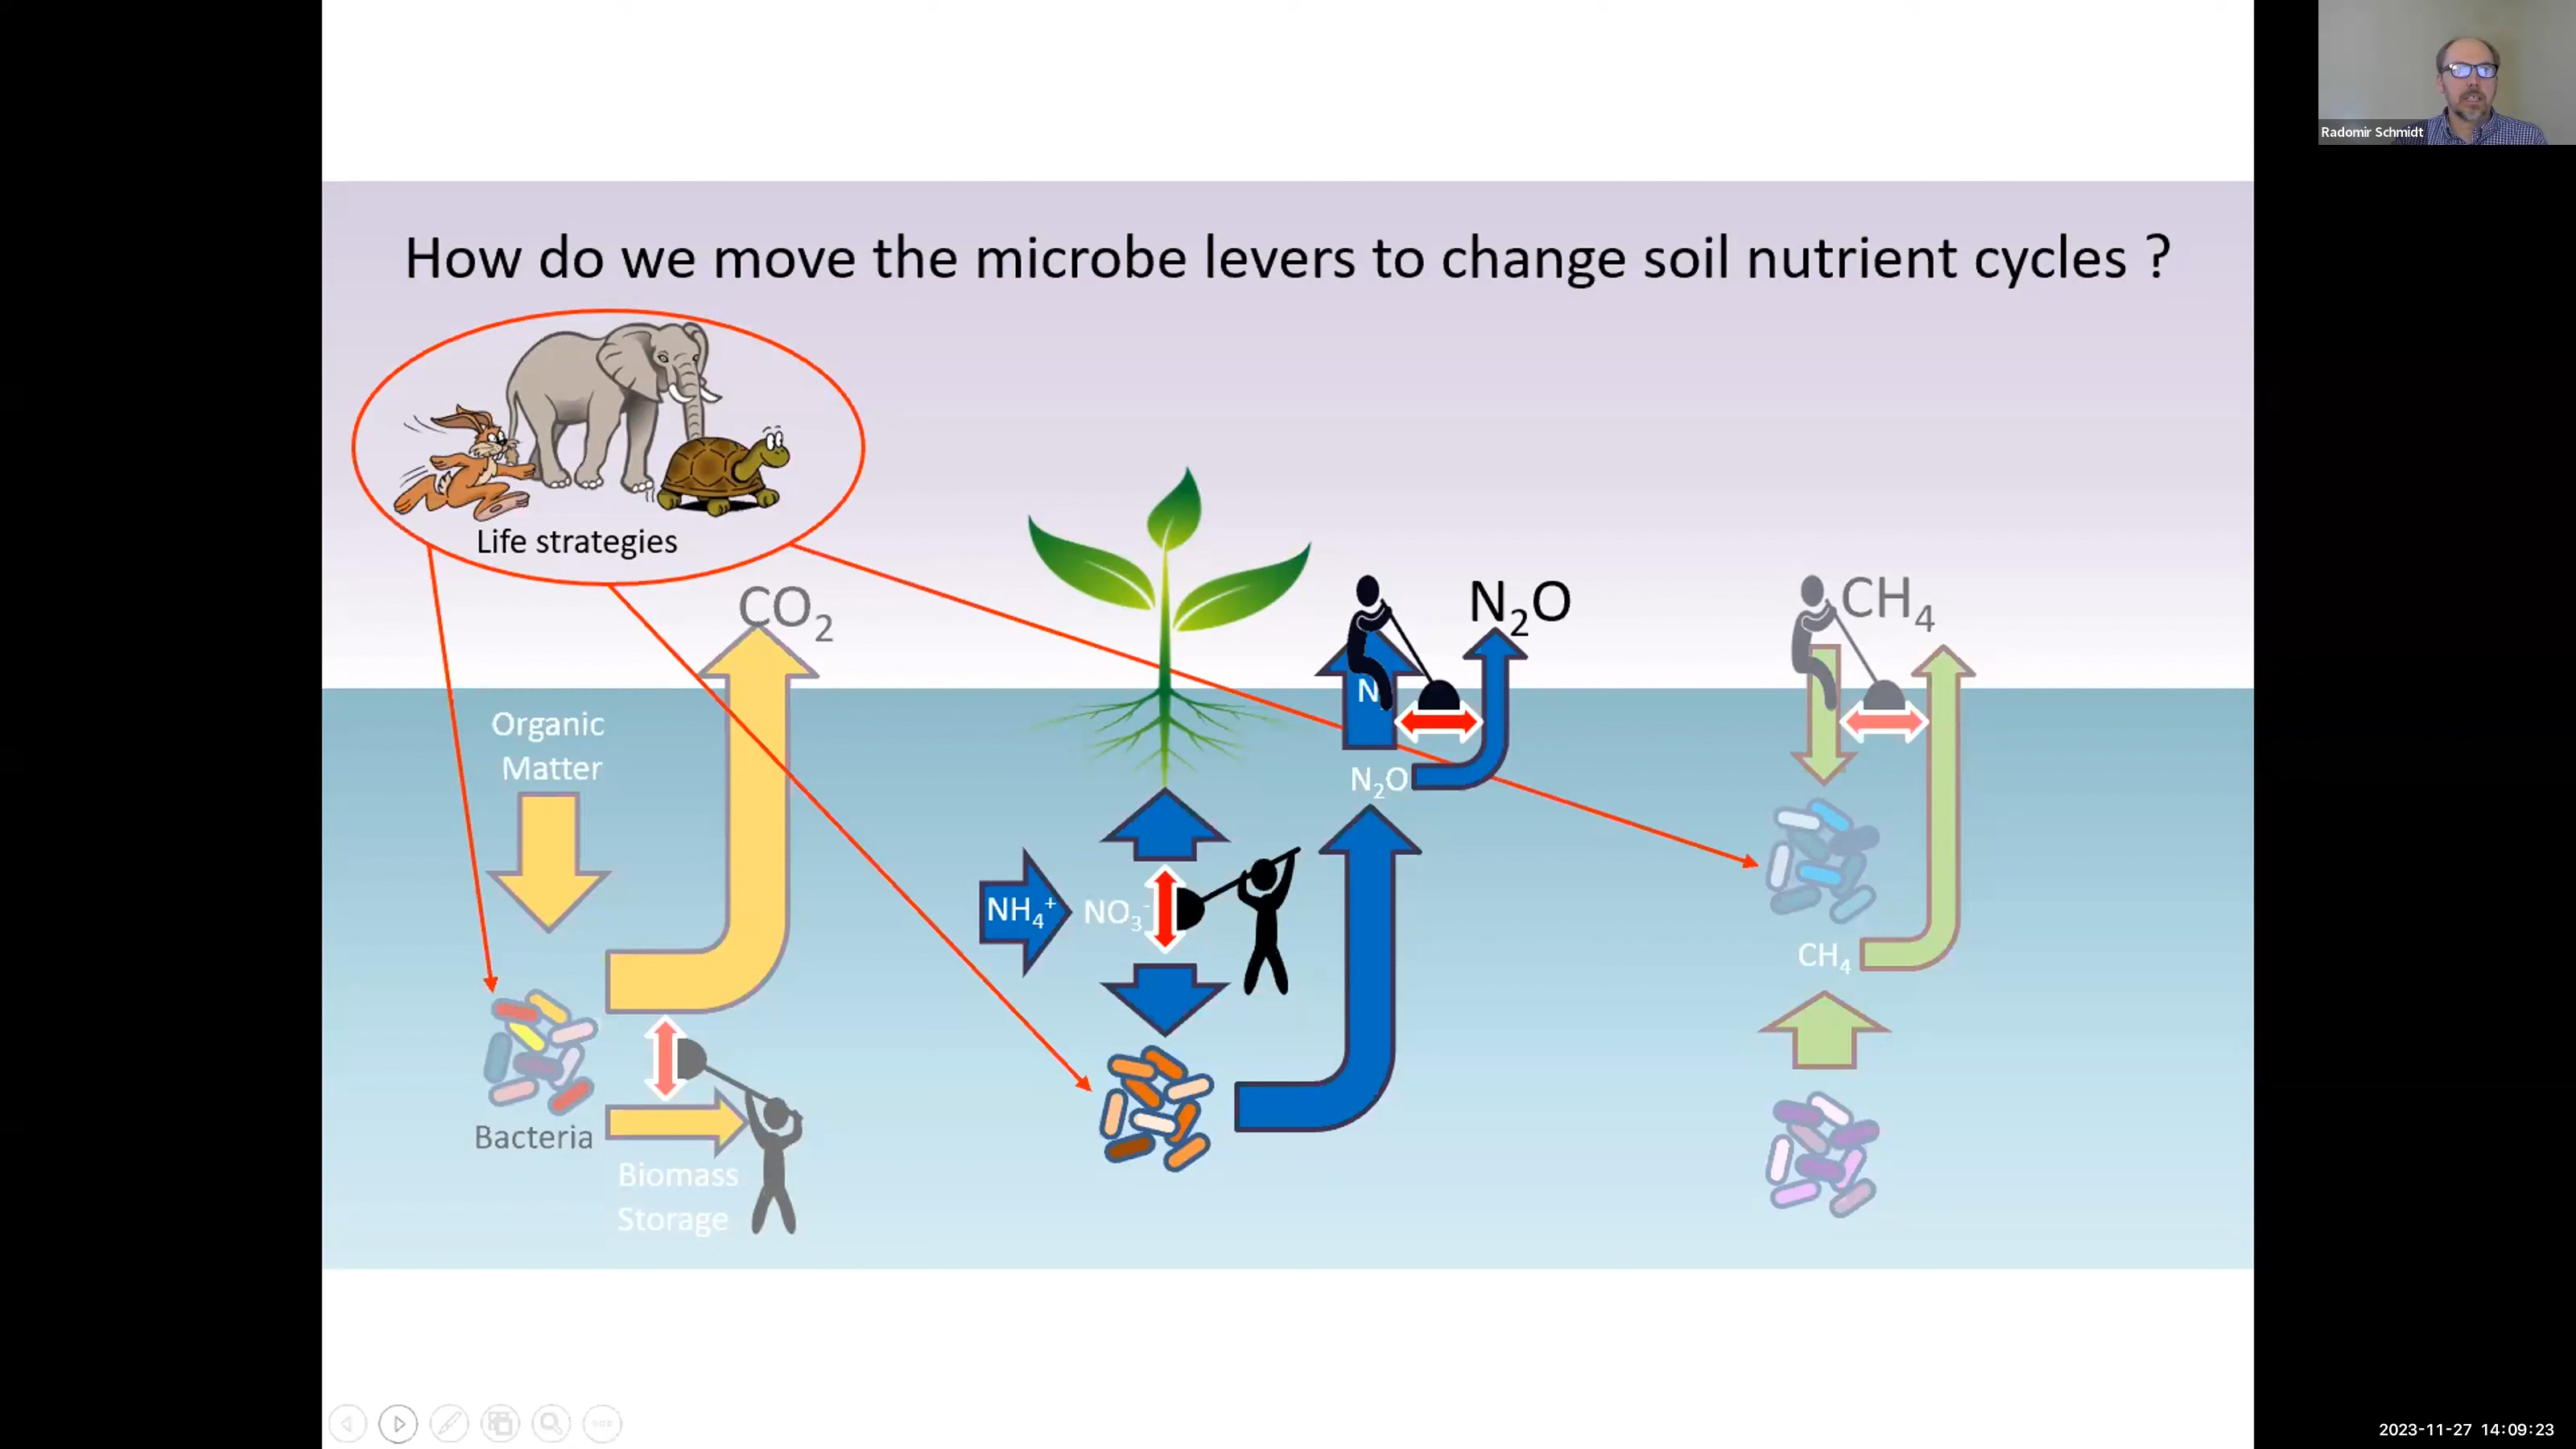 Radomir Schmidt
How do we move the microbe levers to change soil nutrient cycles ?
Life strategies
CO₂
N₂O
CH₄
Organic
Matter
N
N₂O
NH₄⁺
NO₃⁻
CH₄
Bacteria
Biomass
Storage
2023-11-27 14:09:23